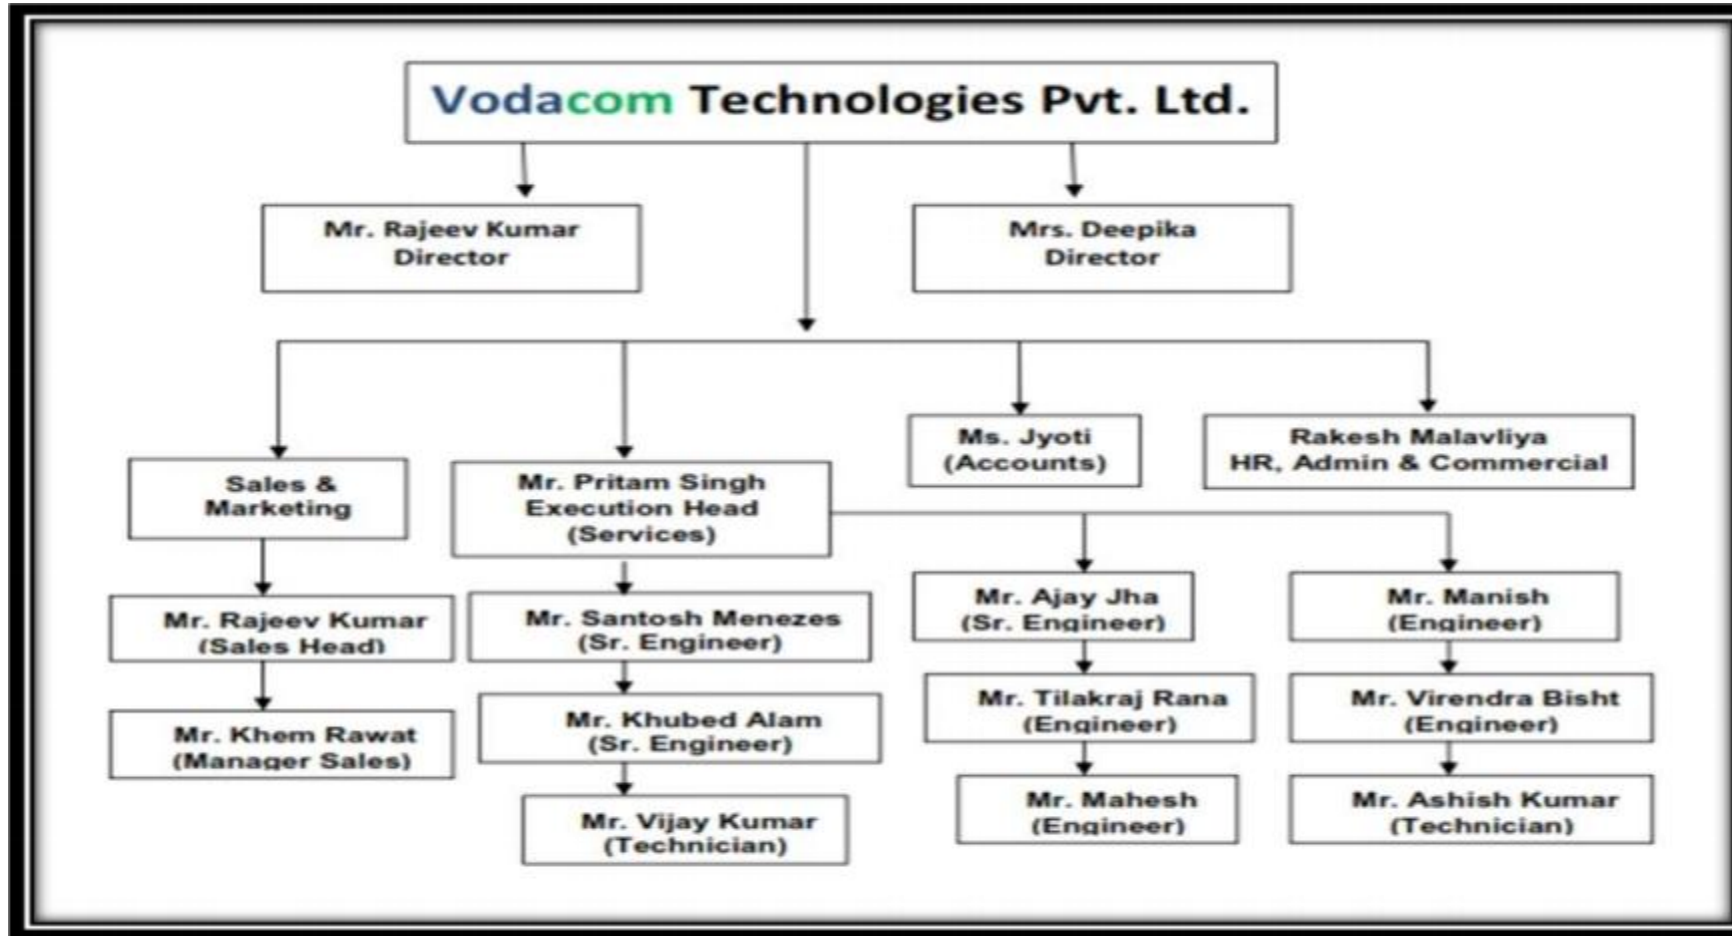 Vodacom Technologies Pvt. Ltd.
Mr. Rajeev Kumar
Director
Mrs. Deepika
Director
Sales &
Marketing
Mr. Pritam Singh
Execution Head
(Services)
Ms. Jyoti
(Accounts)
Rakesh Malavliya
HR, Admin & Commercial
Mr. Rajeev Kumar
(Sales Head)
Mr. Khem Rawat
(Manager Sales)
Mr. Santosh Menezes
(Sr. Engineer)
Mr. Khubed Alam
(Sr. Engineer)
Mr. Vijay Kumar
(Technician)
Mr. Ajay Jha
(Sr. Engineer)
Mr. Tilakraj Rana
(Engineer)
Mr. Mahesh
(Engineer)
Mr. Manish
(Engineer)
Mr. Virendra Bisht
(Engineer)
Mr. Ashish Kumar
(Technician)